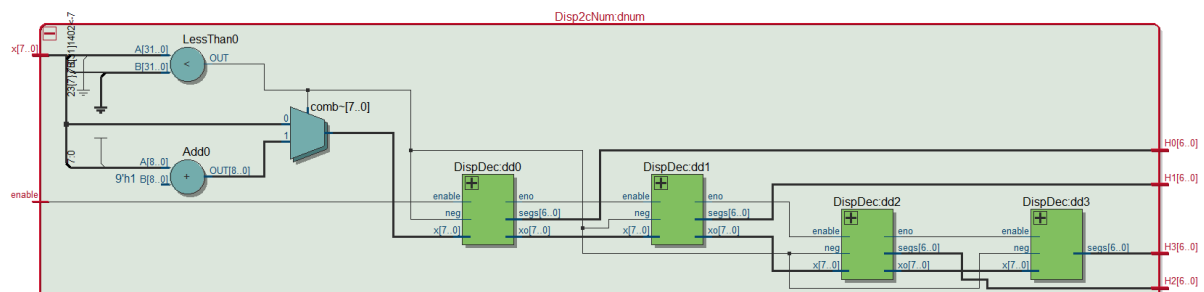 Disp2cNum:dnum
x[7..0]
LessThan0
A[31..0]
B[31..0]
<
OUT
comb~[7..0]
0
1
7:0
Add0
A[8..0]
9'h1 B[8..0]
+
OUT[8..0]
enable
DispDec:dd0
enable
neg
x[7..0]
eno
segs[6..0]
xo[7..0]
DispDec:dd1
enable
neg
x[7..0]
eno
segs[6..0]
xo[7..0]
DispDec:dd2
enable
neg
x[7..0]
eno
segs[6..0]
xo[7..0]
DispDec:dd3
enable
neg
x[7..0]
segs[6..0]
H0[6..0]
H1[6..0]
H3[6..0]
H2[6..0]